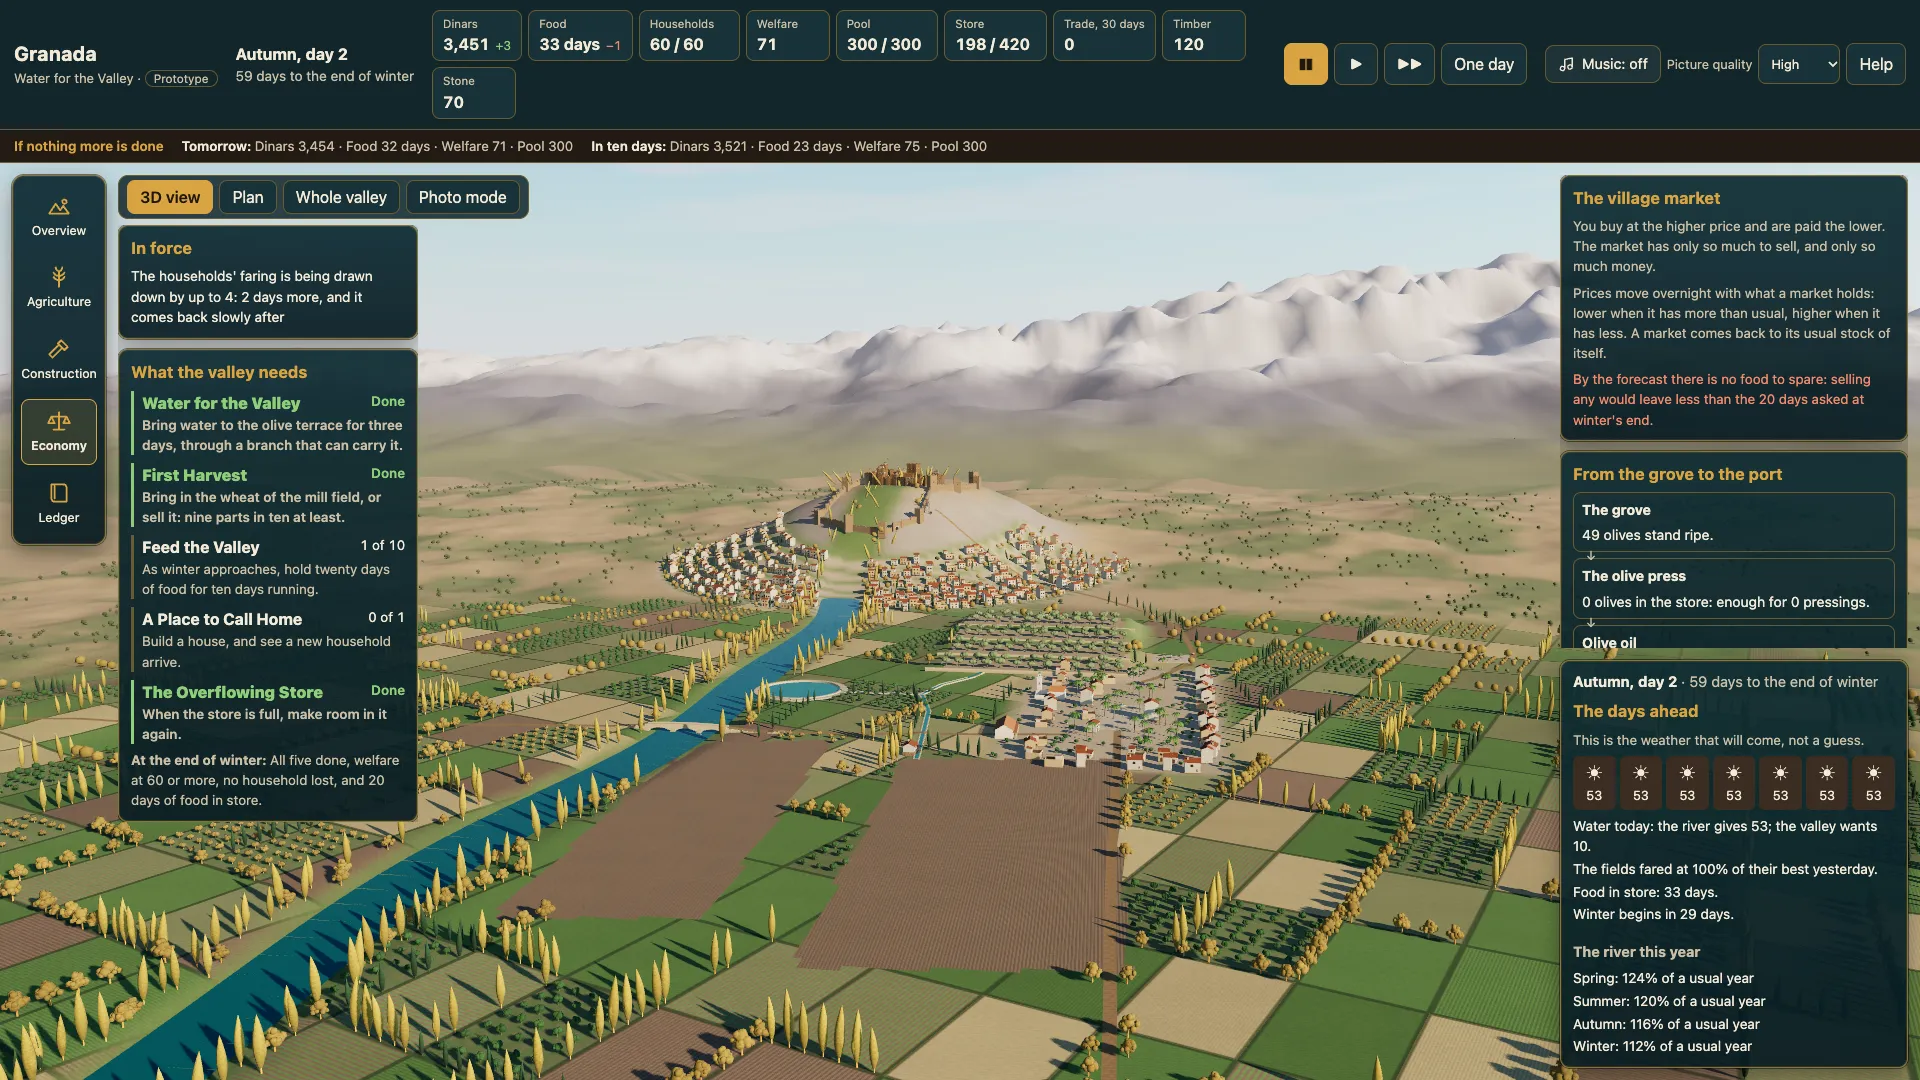 Granada
Water for the Valley · Prototype
Autumn, day 2
59 days to the end of winter
Dinars
3,451 +3
Food
33 days −1
Households
60 / 60
Welfare
71
Pool
300 / 300
Store
198 / 420
Trade, 30 days
0
Timber
120
Stone
70
One day
Music: off
Picture quality
High
Help
If nothing more is done Tomorrow: Dinars 3,454 · Food 32 days · Welfare 71 · Pool 300 In ten days: Dinars 3,521 · Food 23 days · Welfare 75 · Pool 300
Overview
Agriculture
Construction
Economy
Ledger
3D view
Plan
Whole valley
Photo mode
In force
The households' faring is being drawn
down by up to 4: 2 days more, and it
comes back slowly after
What the valley needs
Water for the Valley Done
Bring water to the olive terrace for three
days, through a branch that can carry it.
First Harvest Done
Bring in the wheat of the mill field, or
sell it: nine parts in ten at least.
Feed the Valley 1 of 10
As winter approaches, hold twenty days
of food for ten days running.
A Place to Call Home 0 of 1
Build a house, and see a new household
arrive.
The Overflowing Store Done
When the store is full, make room in it
again.
At the end of winter: All five done, welfare
at 60 or more, no household lost, and 20
days of food in store.
The village market
You buy at the higher price and are paid the lower.
The market has only so much to sell, and only so
much money.
Prices move overnight with what a market holds:
lower when it has more than usual, higher when it
has less. A market comes back to its usual stock of
itself.
By the forecast there is no food to spare: selling
any would leave less than the 20 days asked at
winter's end.
From the grove to the port
The grove
49 olives stand ripe.
↓
The olive press
0 olives in the store: enough for 0 pressings.
↓
Olive oil
Autumn, day 2 · 59 days to the end of winter
The days ahead
This is the weather that will come, not a guess.
53 53 53 53 53 53 53
Water today: the river gives 53; the valley wants
10.
The fields fared at 100% of their best yesterday.
Food in store: 33 days.
Winter begins in 29 days.
The river this year
Spring: 124% of a usual year
Summer: 120% of a usual year
Autumn: 116% of a usual year
Winter: 112% of a usual year